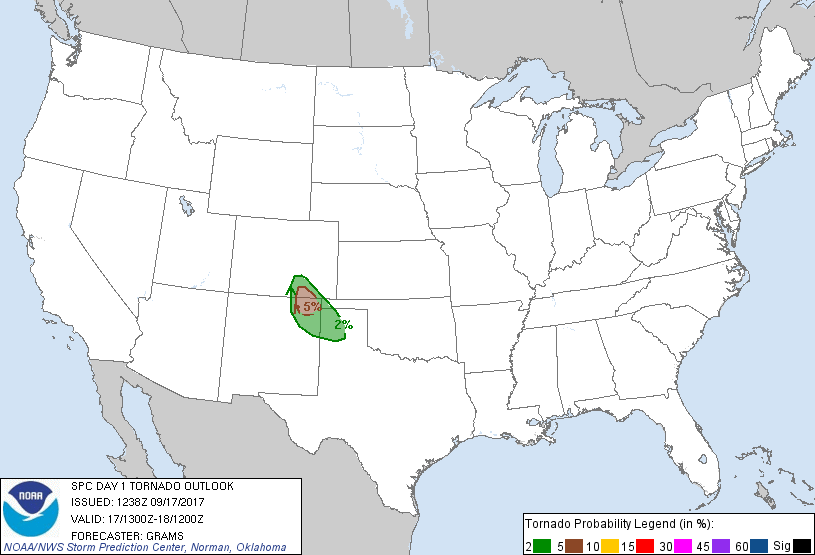 5%
2%
NOAA
SPC DAY 1 TORNADO OUTLOOK
ISSUED: 1238Z 09/17/2017
VALID: 17/1300Z-18/1200Z
FORECASTER: GRAMS
NOAA/NWS Storm Prediction Center, Norman, Oklahoma
Tornado Probability Legend (in %):
2 5 10 15 30 45 60 Sig